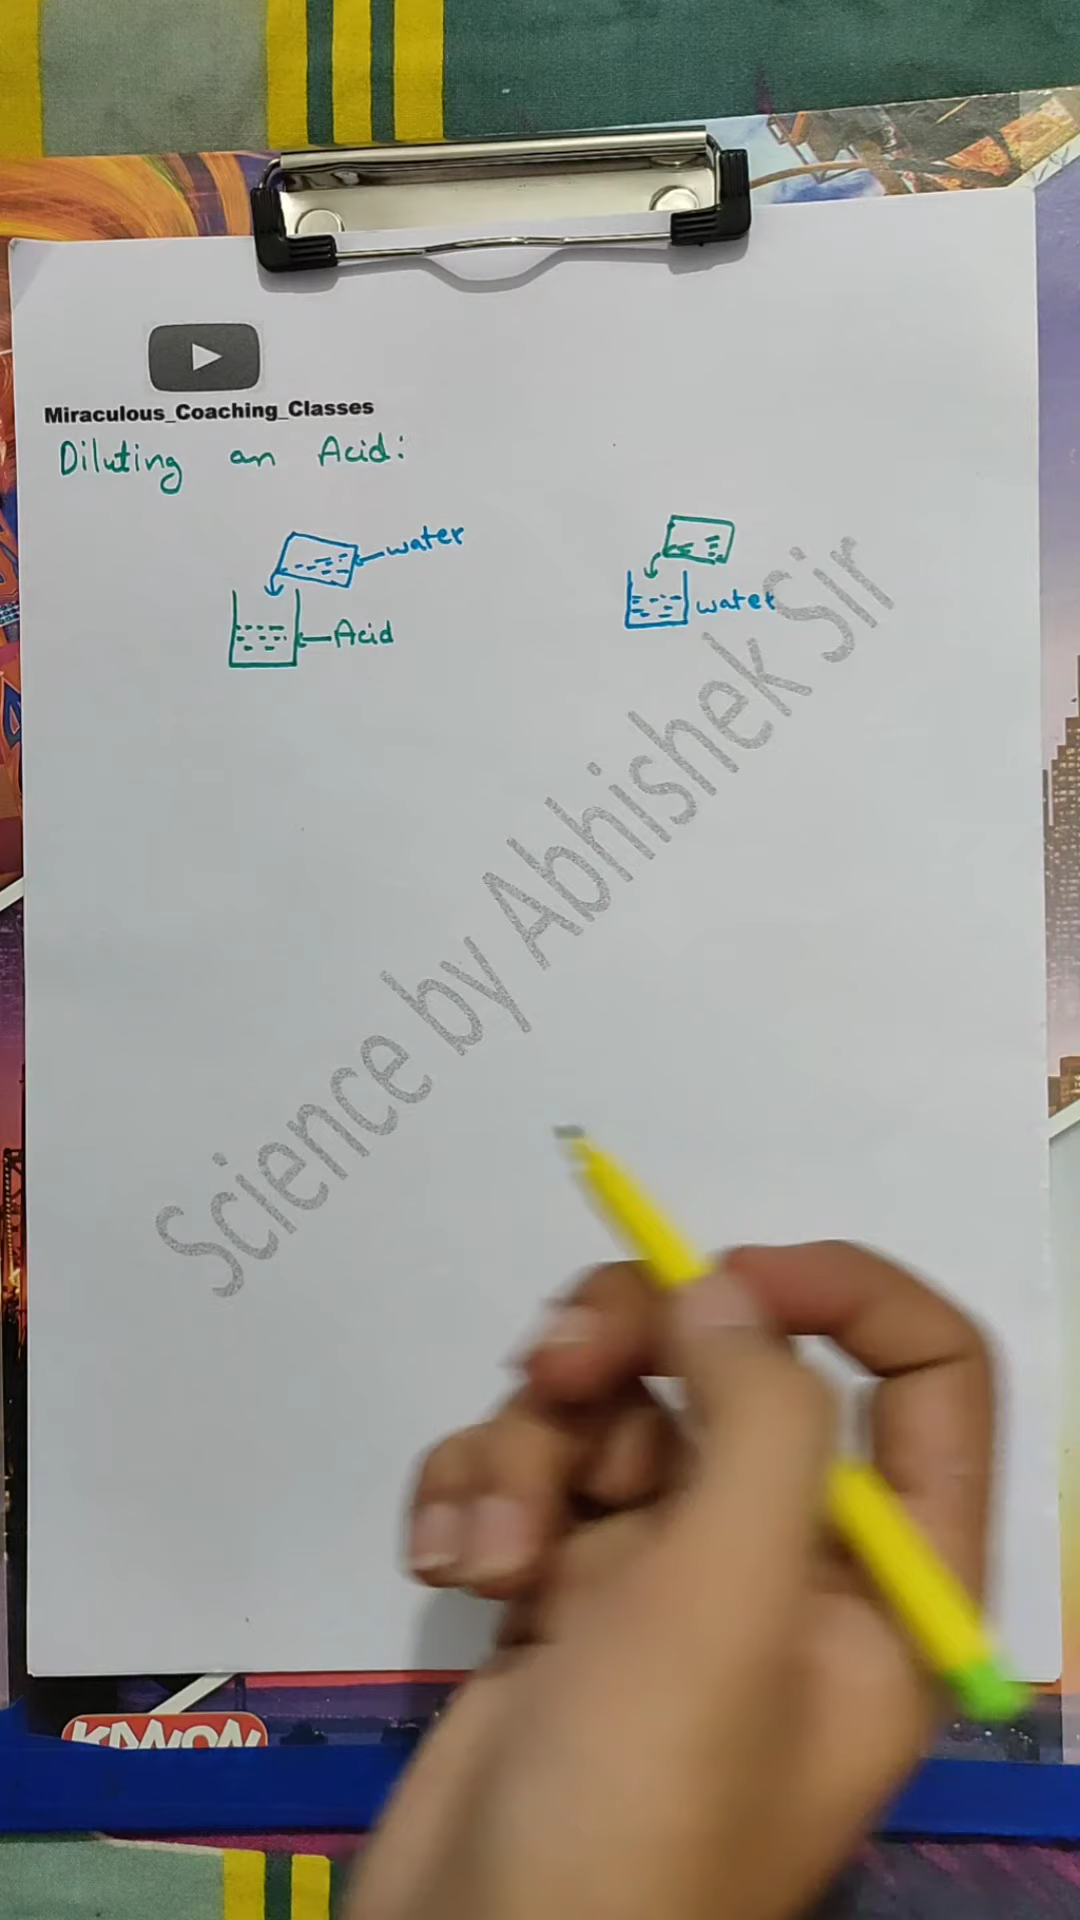 Miraculous_Coaching_Classes
Diluting an Acid:
water
Acid
water
Science by Abhishek Sir